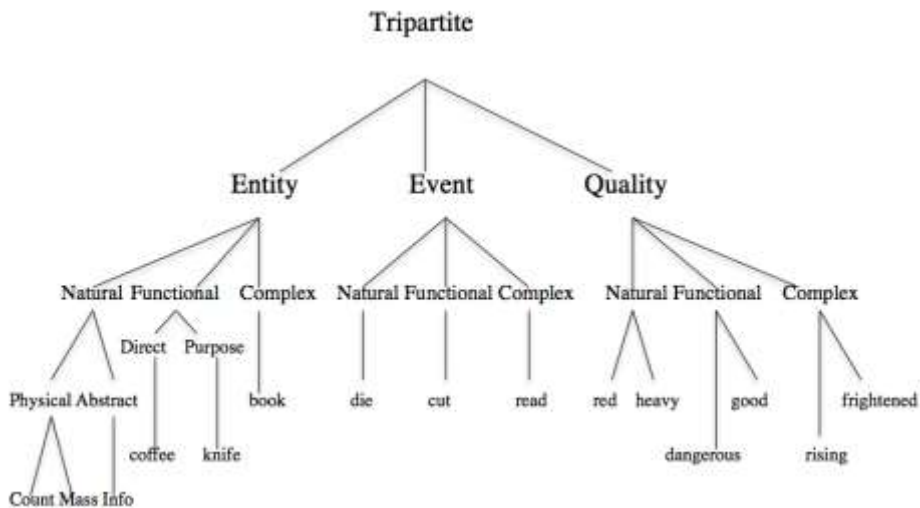 Tripartite
Entity Event Quality
Natural Functional Complex Natural Functional Complex Natural Functional Complex
Direct Purpose
Physical Abstract book die cut read red heavy good frightened
coffee knife dangerous rising
Count Mass Info